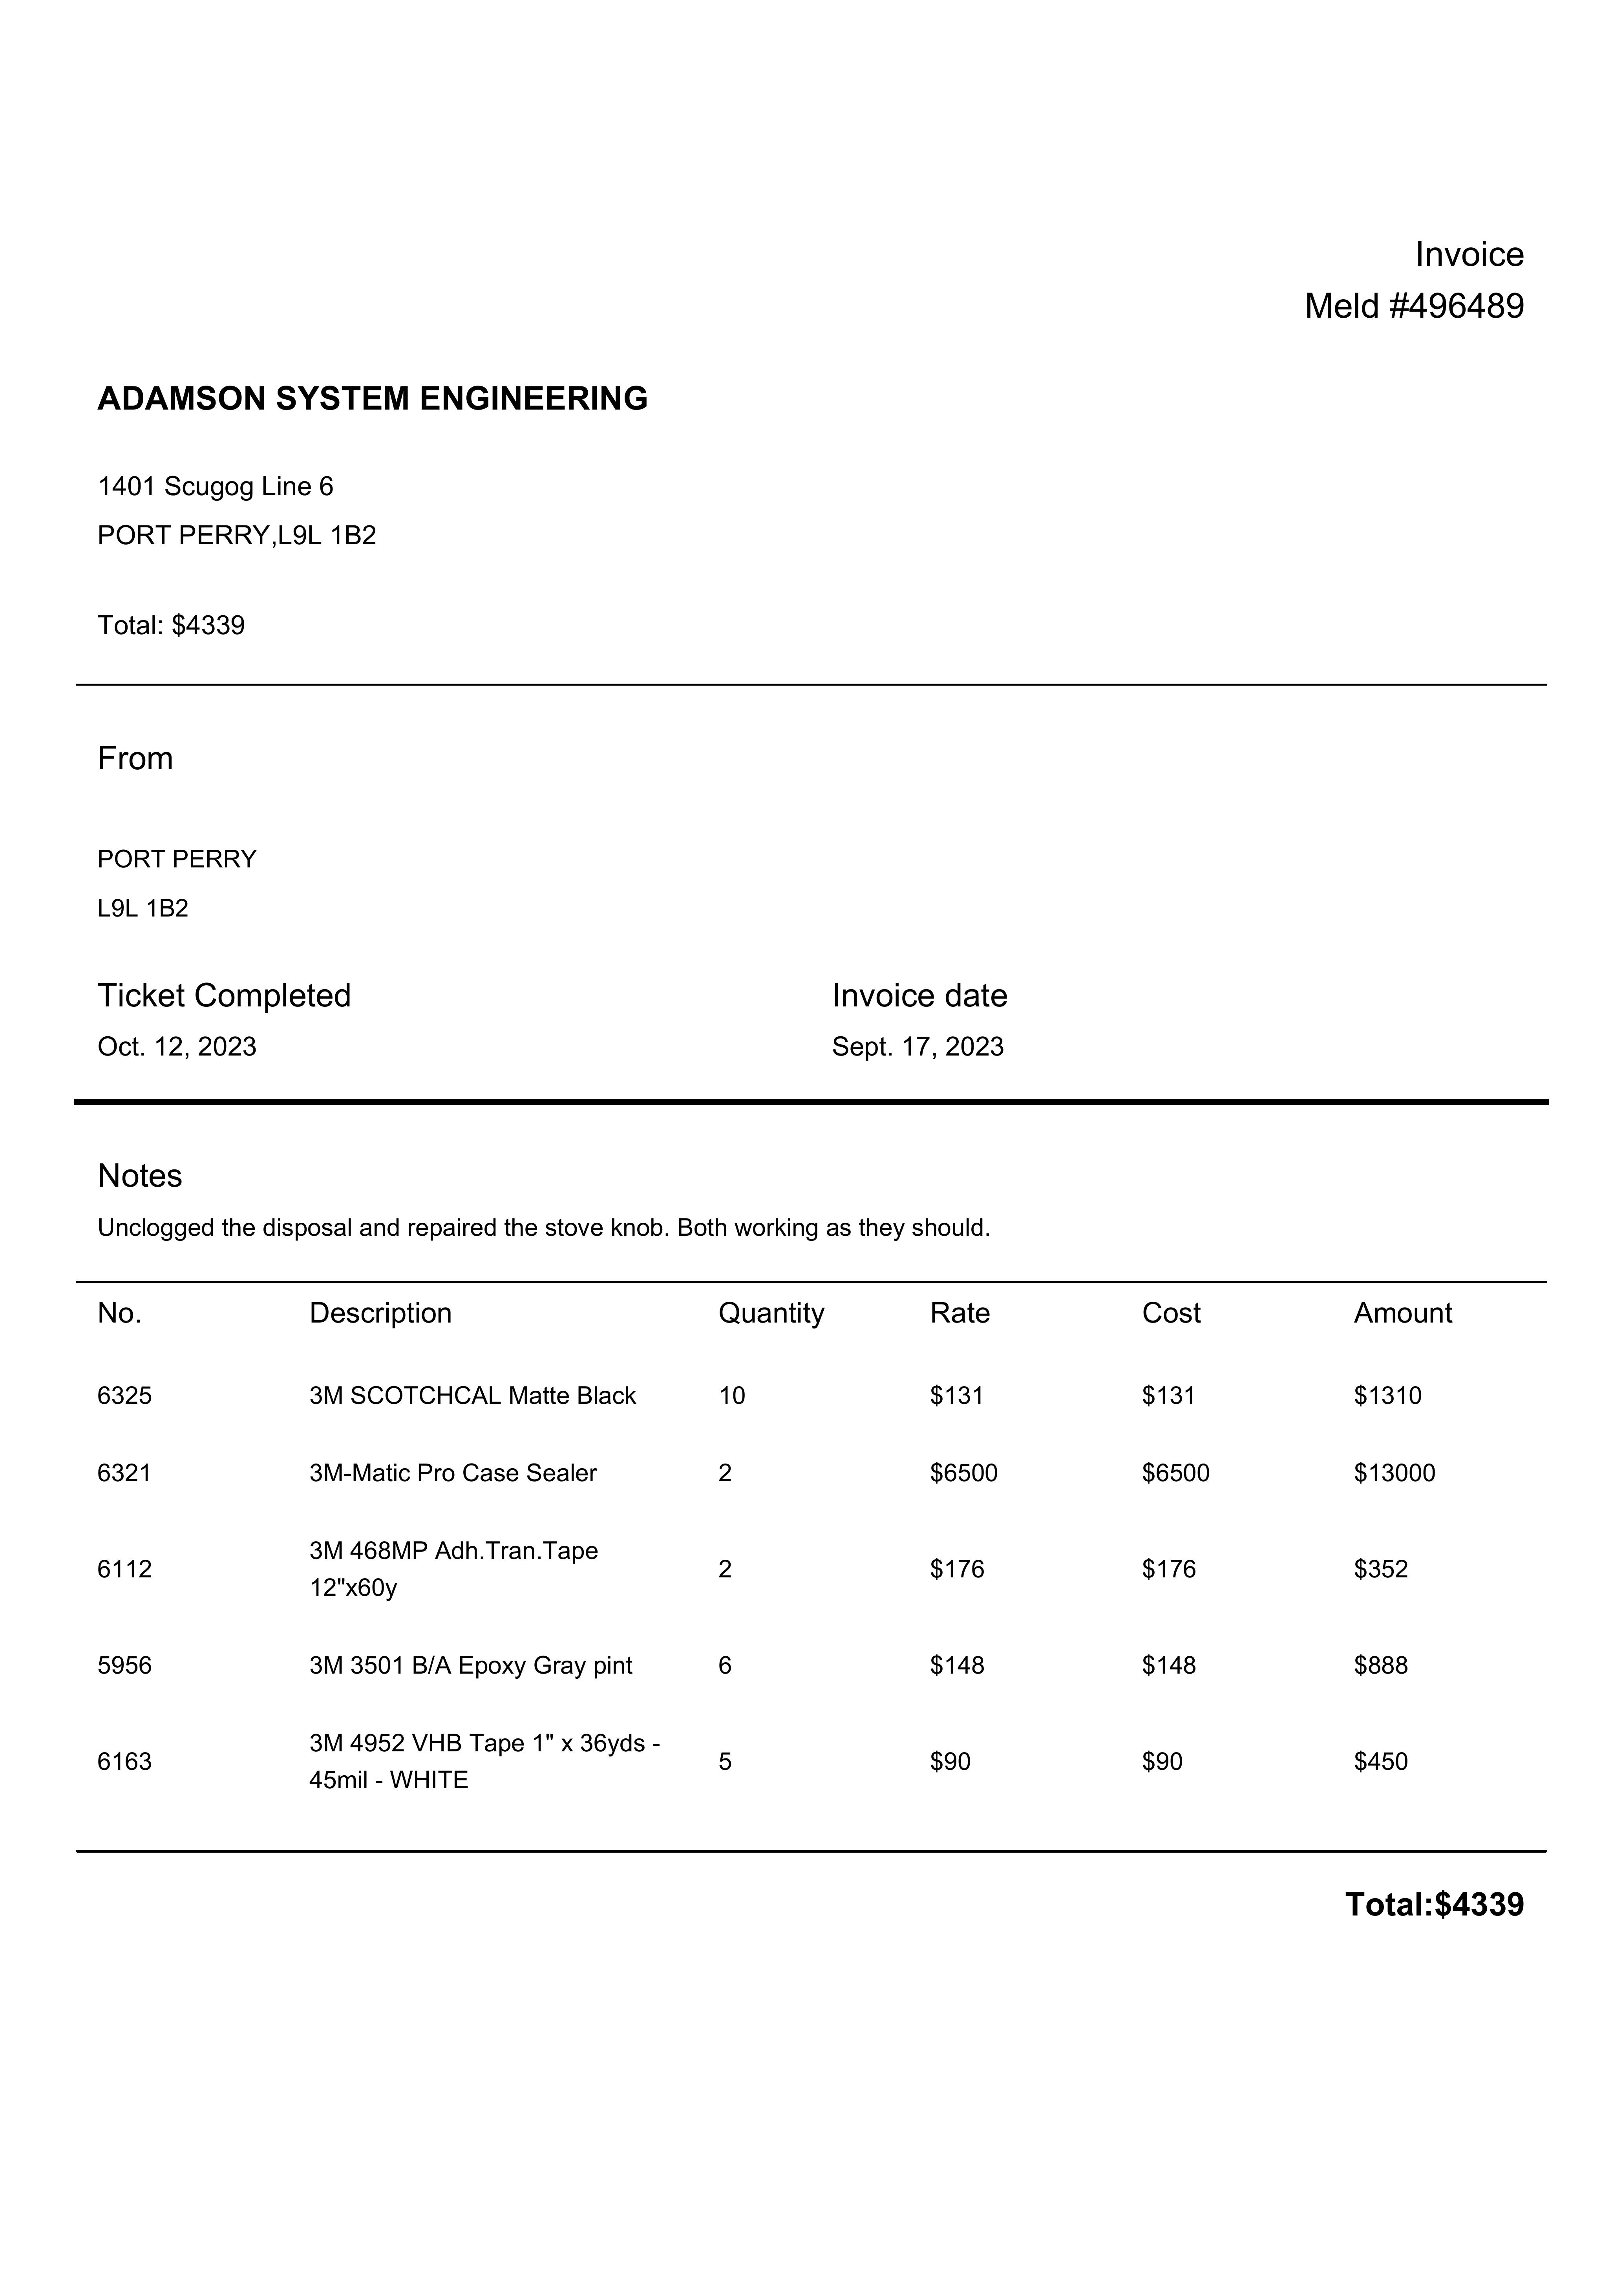 Invoice
Meld #496489
ADAMSON SYSTEM ENGINEERING
1401 Scugog Line 6
PORT PERRY,L9L 1B2
Total: $4339
From
PORT PERRY
L9L 1B2
Ticket Completed Invoice date
Oct. 12, 2023 Sept. 17, 2023
Notes
Unclogged the disposal and repaired the stove knob. Both working as they should.
No. Description Quantity Rate Cost Amount
6325 3M SCOTCHCAL Matte Black 10 $131 $131 $1310
6321 3M-Matic Pro Case Sealer 2 $6500 $6500 $13000
3M 468MP Adh.Tran.Tape
6112 2 $176 $176 $352
12"x60y
5956 3M 3501 B/A Epoxy Gray pint 6 $148 $148 $888
3M 4952 VHB Tape 1" x 36yds -
6163 5 $90 $90 $450
45mil - WHITE
Total:$4339